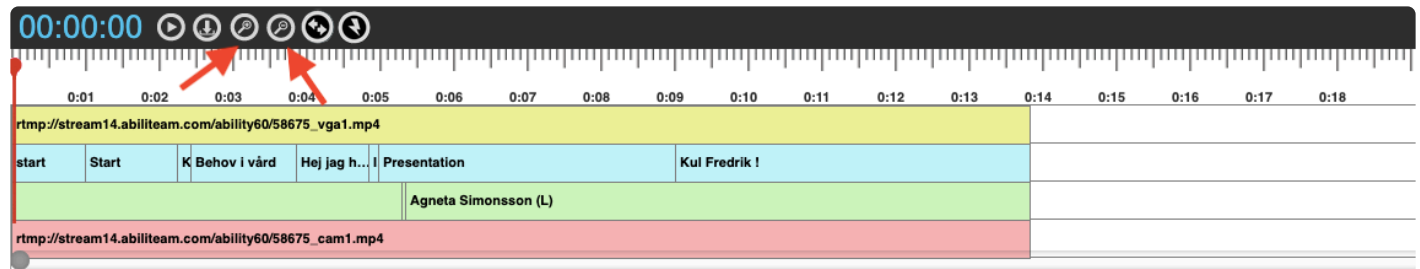 00:00:00
0:01 0:02 0:03 0:04 0:05 0:06 0:07 0:08 0:09 0:10 0:11 0:12 0:13 0:14 0:15 0:16 0:17 0:18
rtmp://stream14.abiliteam.com/ability60/58675_vga1.mp4
start Start K Behov i vård Hej jag h... I Presentation Kul Fredrik !
Agneta Simonsson (L)
rtmp://stream14.abiliteam.com/ability60/58675_cam1.mp4